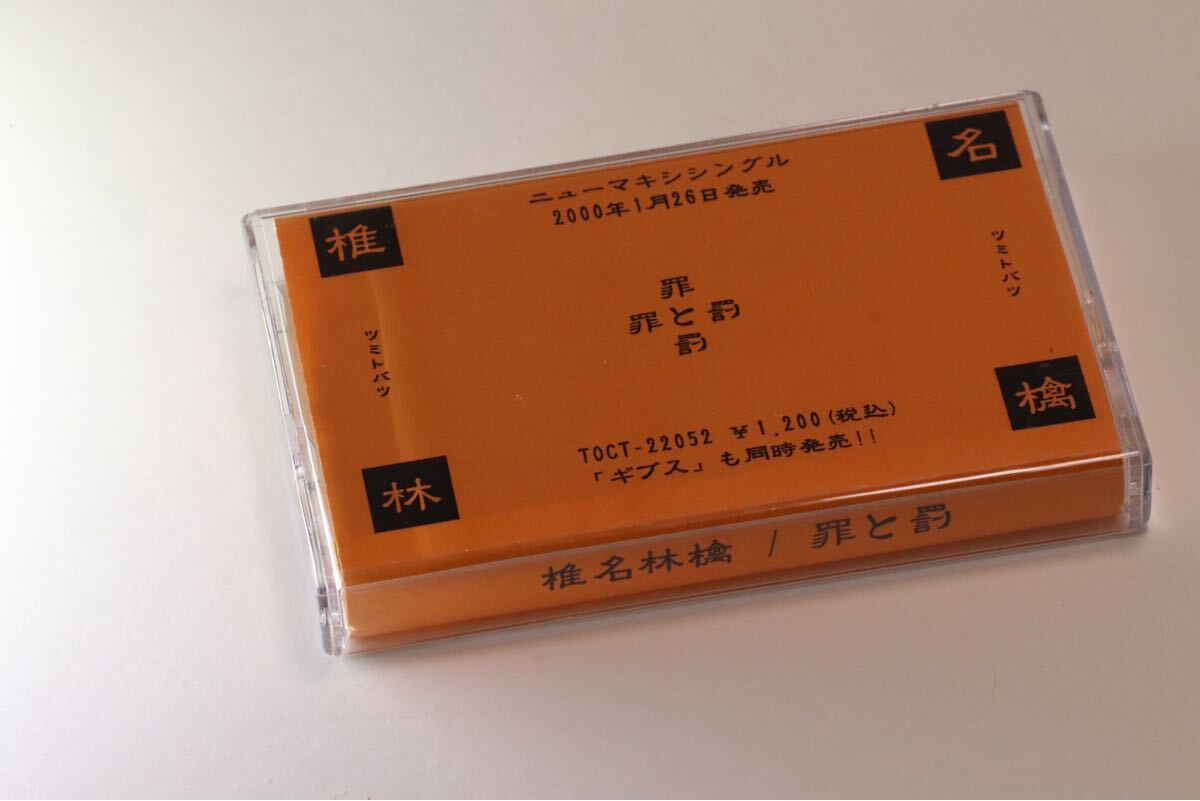 椎
名
ニューマキシシングル
2000年1月26日発売
ツミトバツ
ツミトバツ
罪
罪と罰
罰
林
檎
TOCT-22052 ¥1,200(税込)
「ギブス」も同時発売!!
椎名林檎 / 罪と罰